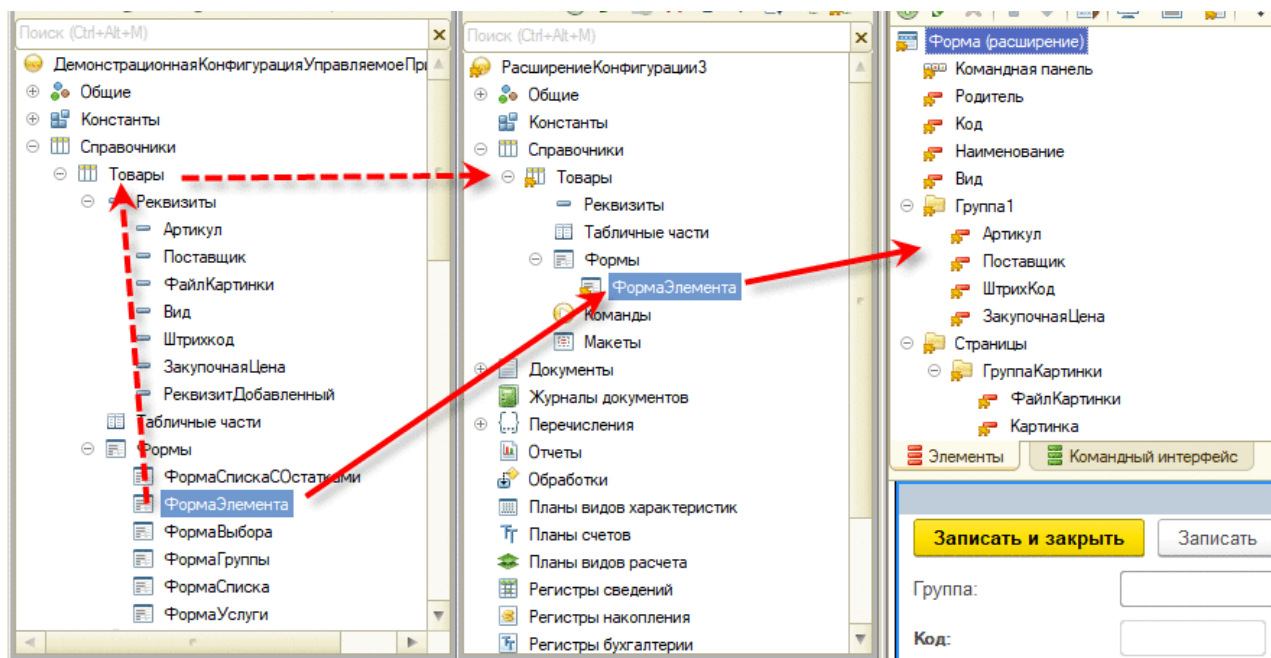 Поиск (Ctrl+Alt+M)
ДемонстрационнаяКонфигурацияУправляемоеПри
Общие
Константы
Справочники
Товары
Реквизиты
Артикул
Поставщик
ФайлКартинки
Вид
Штрихкод
ЗакупочнаяЦена
РеквизитДобавленный
Табличные части
Формы
ФормаСпискаСОстатками
ФормаЭлемента
ФормаВыбора
ФормаГруппы
ФормаСписка
ФормаУслуги
Поиск (Ctrl+Alt+M)
РасширениеКонфигурации3
Общие
Константы
Справочники
Товары
Реквизиты
Табличные части
Формы
ФормаЭлемента
Команды
Макеты
Документы
Журналы документов
Перечисления
Отчеты
Обработки
Планы видов характеристик
Планы счетов
Планы видов расчета
Регистры сведений
Регистры накопления
Регистры бухгалтерии
Форма (расширение)
Командная панель
Родитель
Код
Наименование
Вид
Группа1
Артикул
Поставщик
ШтрихКод
ЗакупочнаяЦена
Страницы
ГруппаКартинки
ФайлКартинки
Картинка
Элементы Командный интерфейс
Записать и закрыть Записать
Группа:
Код: